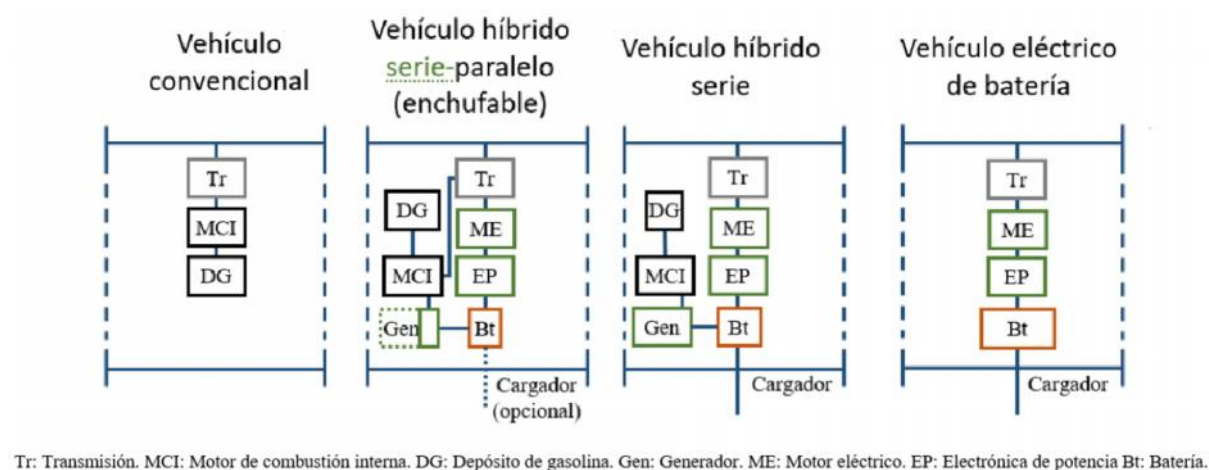 Vehículo
convencional
Vehículo híbrido
serie-paralelo
(enchufable)
Vehículo híbrido
serie
Vehículo eléctrico
de batería
Tr
MCI
DG
Tr
DG
ME
MCI
EP
Gen
Bt
Cargador
(opcional)
Tr
DG
ME
MCI
EP
Gen
Bt
Cargador
Tr
ME
EP
Bt
Cargador
Tr: Transmisión. MCI: Motor de combustión interna. DG: Depósito de gasolina. Gen: Generador. ME: Motor eléctrico. EP: Electrónica de potencia Bt: Batería.